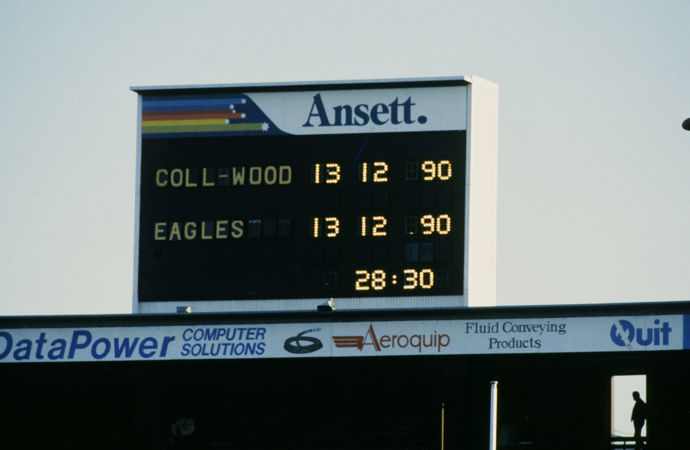 Ansett.
COLL-WOOD 13 12 90
EAGLES 13 12 90
28:30
DataPower COMPUTER SOLUTIONS Aeroquip Fluid Conveying Products Quit